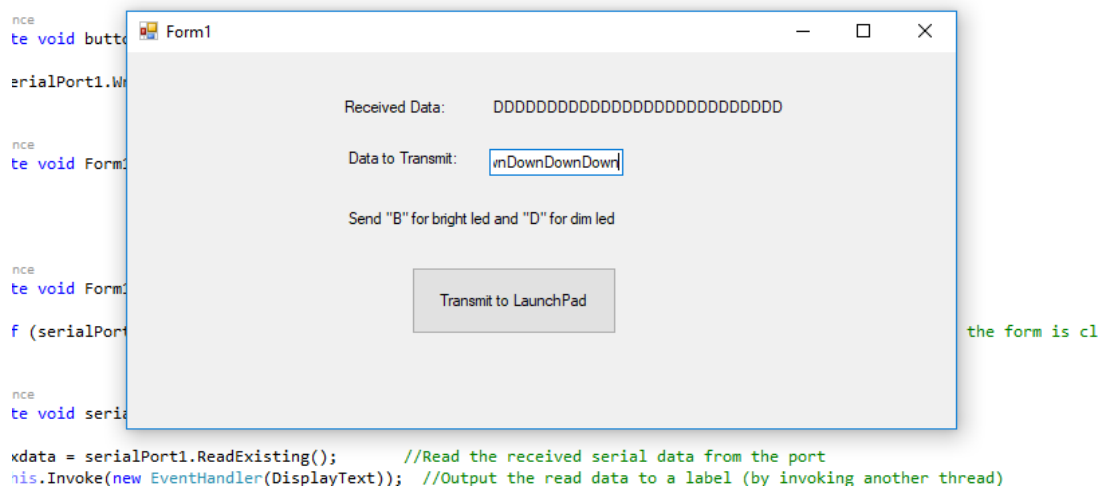 nce
te void butto
Form1
erialPort1.Wr
Received Data: DDDDDDDDDDDDDDDDDDDDDDDDDDD
nce
te void Form1
Data to Transmit: wnDownDownDown
Send "B" for bright led and "D" for dim led
nce
te void Form1
Transmit to LaunchPad
f (serialPort the form is cl
nce
te void seria
xdata = serialPort1.ReadExisting(); //Read the received serial data from the port
his.Invoke(new EventHandler(DisplayText)); //Output the read data to a label (by invoking another thread)